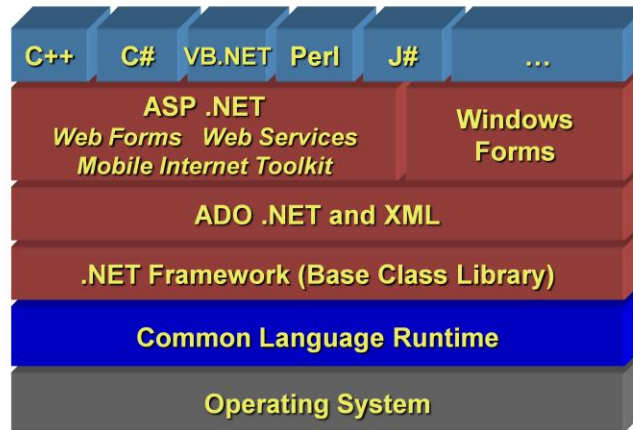 C++ C# VB.NET Perl J# ...
ASP .NET
Web Forms Web Services
Mobile Internet Toolkit
Windows
Forms
ADO .NET and XML
.NET Framework (Base Class Library)
Common Language Runtime
Operating System